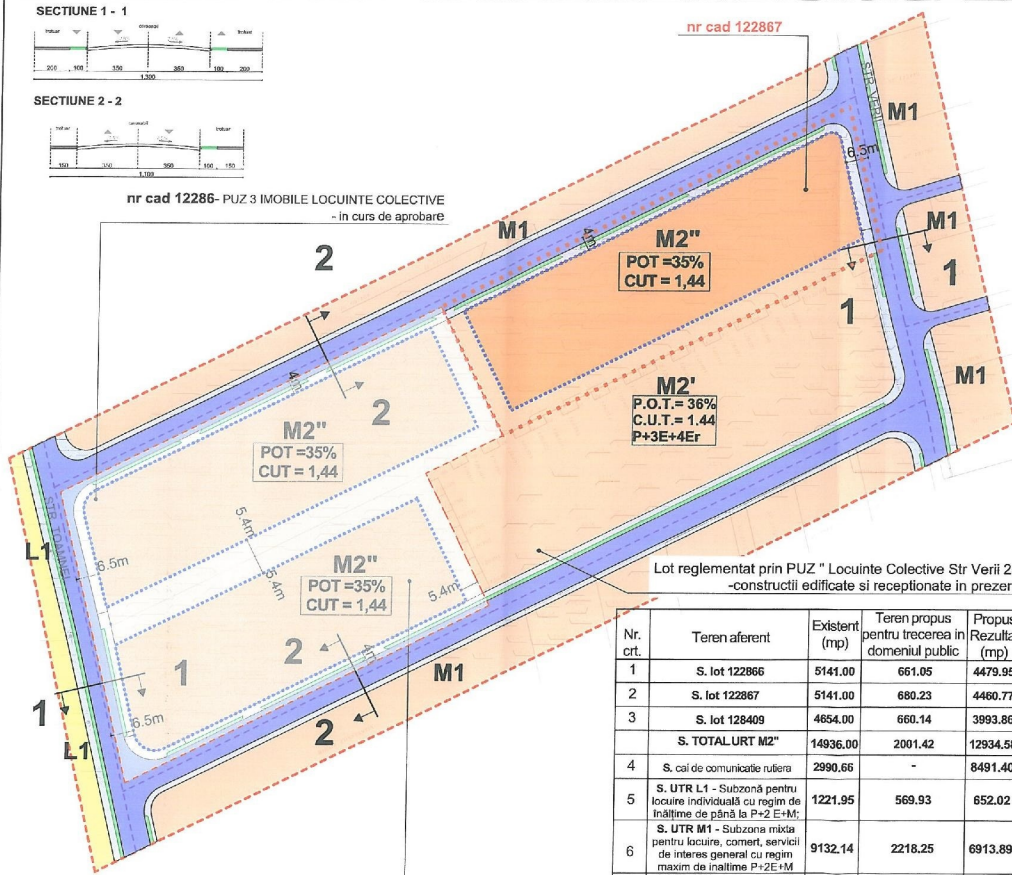 SECTIUNE 1 - 1
trotuar
carosabil
trotuar
200 100 350 350 100 200
1.300
SECTIUNE 2 - 2
trotuar
carosabil
trotuar
150 350 350 100 150
1.100
nr cad 122867
nr cad 12286- PUZ 3 IMOBILE LOCUINTE COLECTIVE
- in curs de aprobare
STR. VERII
M1
6.5m
M1
M1
4m
M2"
POT =35%
CUT = 1,44
2
1
1
M2'
P.O.T.= 36%
C.U.T.= 1.44
P+3E+4Er
M1
4m
2
M2"
POT =35%
CUT = 1,44
STR. TOAMNEI
L1
6.5m
5.4m
5.4m
M2"
POT =35%
CUT = 1,44
5.4m
Lot reglementat prin PUZ " Locuinte Colective Str Verii 2
-constructii edificate si receptionate in prezen
2
4m
1
M1
1
6.5m
2
L1
Nr. crt. Teren aferent Existent (mp) Teren propus pentru trecerea in domeniul public Propus Rezulta (mp)
1 S. lot 122866 5141.00 661.05 4479.95
2 S. lot 122867 5141.00 680.23 4460.77
3 S. lot 128409 4654.00 660.14 3993.86
S. TOTAL URT M2" 14936.00 2001.42 12934.58
4 S. cai de comunicatie rutiera 2990.66 - 8491.40
5 S. UTR L1 - Subzonă pentru
locuire individuală cu regim de
înălțime de până la P+2 E+M; 1221.95 569.93 652.02
6 S. UTR M1 - Subzona mixta
pentru locuire, comert, servicii
de interes general cu regim
maxim de inaltime P+2E+M 9132.14 2218.25 6913.89